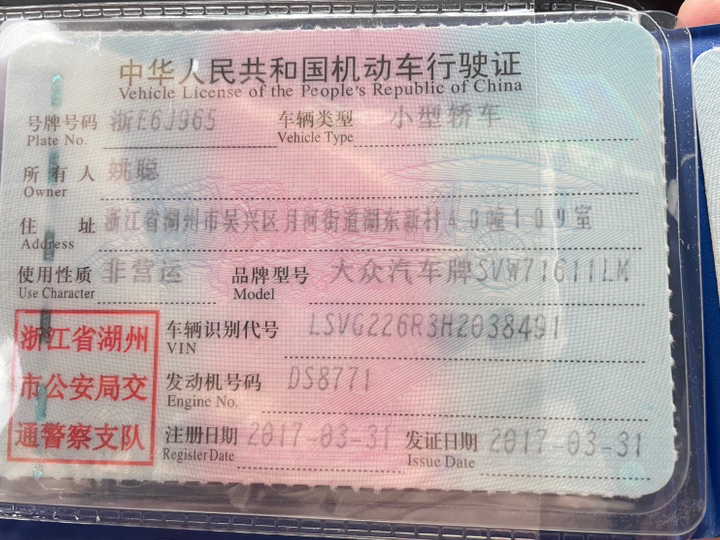 中华人民共和国机动车行驶证
Vehicle License of the People's Republic of China
号牌号码 浙E6J965 车辆类型 小型轿车
Plate No. Vehicle Type
所有人 姚聪
Owner
住址 浙江省湖州市吴兴区月河街道湖东新村40幢109室
Address
使用性质 非营运 品牌型号 大众汽车牌SVW71611LM
Use Character Model
浙江省湖州
市公安局交
通警察支队
车辆识别代号 LSVG226R3H2038491
VIN
发动机号码 DS8771
Engine No.
注册日期 2017-03-31 发证日期 2017-03-31
Register Date Issue Date